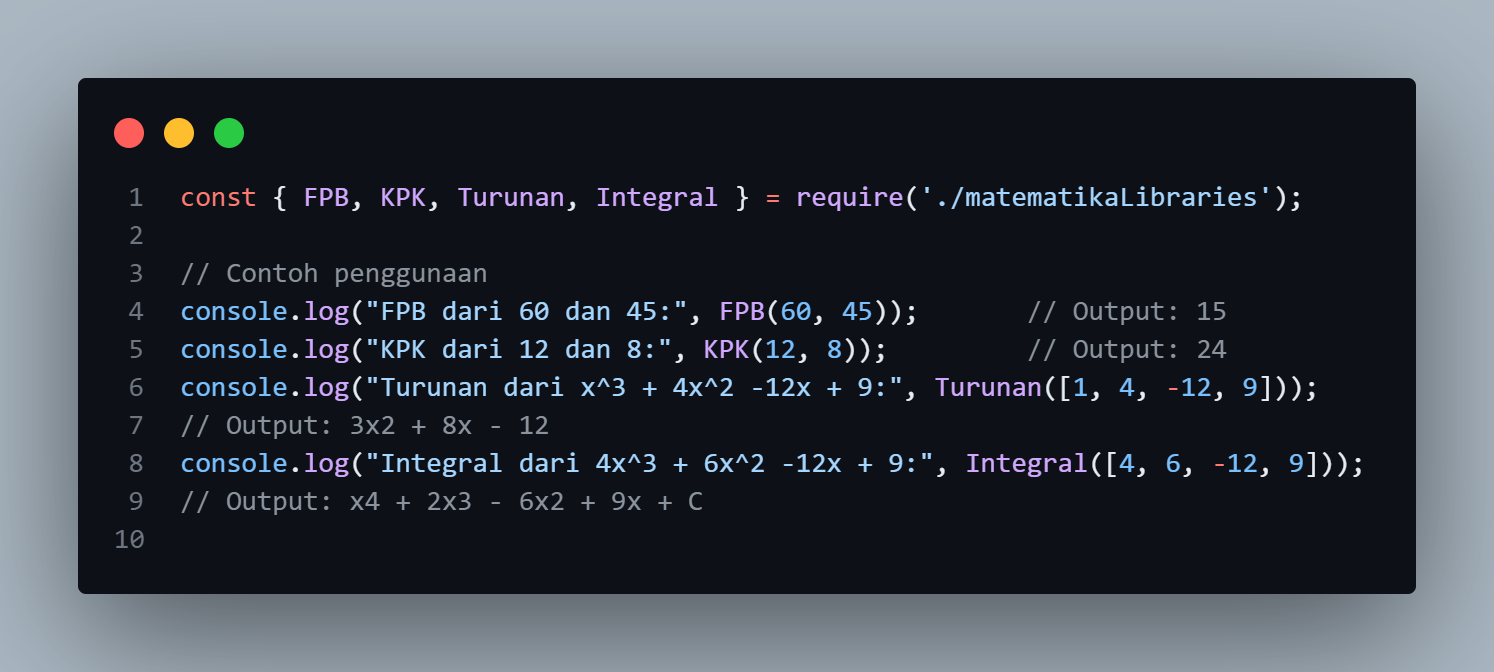 1 const { FPB, KPK, Turunan, Integral } = require('./matematikaLibraries');
2
3 // Contoh penggunaan
4 console.log("FPB dari 60 dan 45:", FPB(60, 45));       // Output: 15
5 console.log("KPK dari 12 dan 8:", KPK(12, 8));         // Output: 24
6 console.log("Turunan dari x^3 + 4x^2 -12x + 9:", Turunan([1, 4, -12, 9]));
7 // Output: 3x2 + 8x - 12
8 console.log("Integral dari 4x^3 + 6x^2 -12x + 9:", Integral([4, 6, -12, 9]));
9 // Output: x4 + 2x3 - 6x2 + 9x + C
10